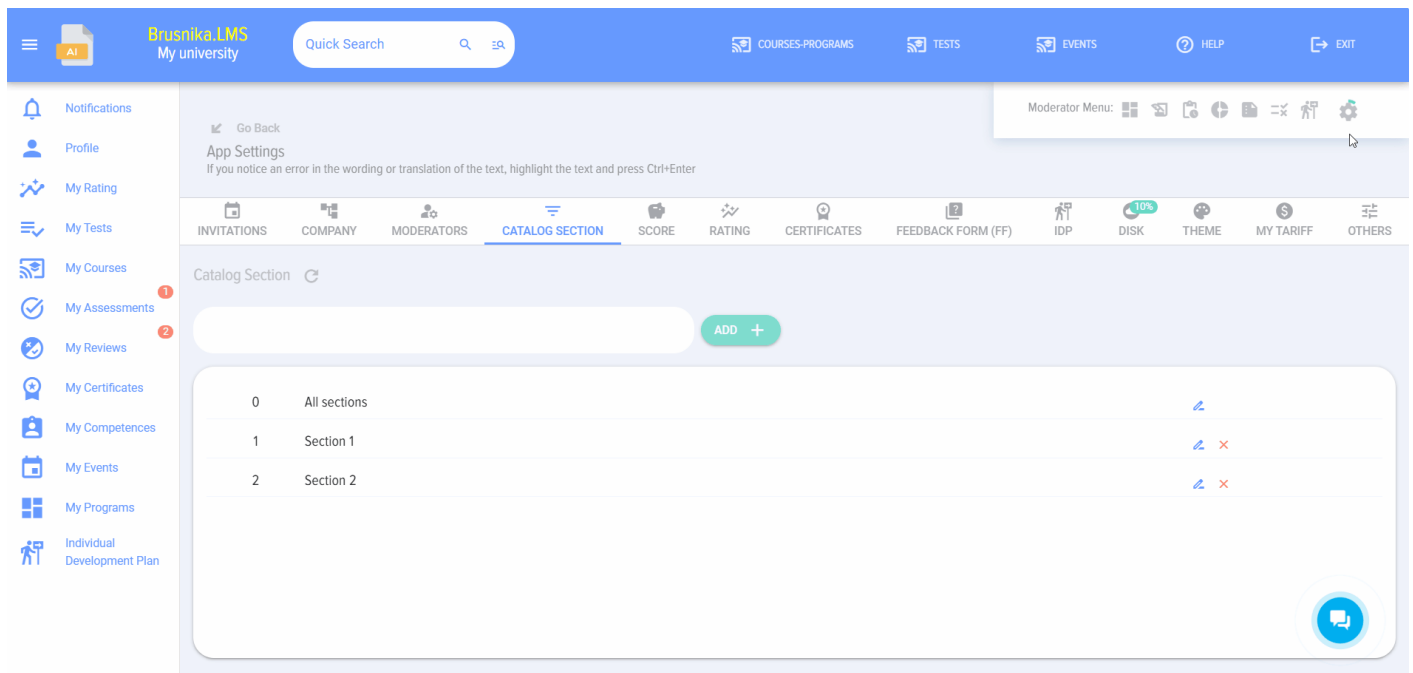 AI
Brusnika.LMS
My university
Quick Search
COURSES-PROGRAMS
TESTS
EVENTS
HELP
EXIT
Moderator Menu:
Notifications
Profile
My Rating
My Tests
My Courses
1
My Assessments
2
My Reviews
My Certificates
My Competences
My Events
My Programs
Individual
Development Plan
Go Back
App Settings
If you notice an error in the wording or translation of the text, highlight the text and press Ctrl+Enter
INVITATIONS
COMPANY
MODERATORS
CATALOG SECTION
SCORE
RATING
CERTIFICATES
FEEDBACK FORM (FF)
IDP
10%
DISK
THEME
MY TARIFF
OTHERS
Catalog Section
ADD +
0 All sections
1 Section 1
2 Section 2